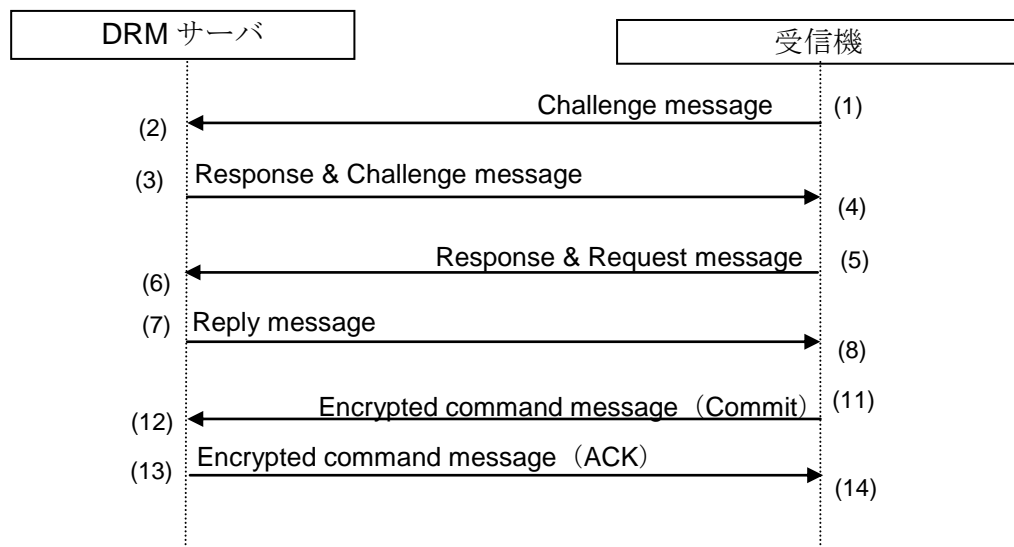 DRM サーバ
受信機
Challenge message
(1)
(2)
(3)
Response & Challenge message
(4)
Response & Request message
(5)
(6)
(7)
Reply message
(8)
Encrypted command message（Commit）
(11)
(12)
(13)
Encrypted command message（ACK）
(14)